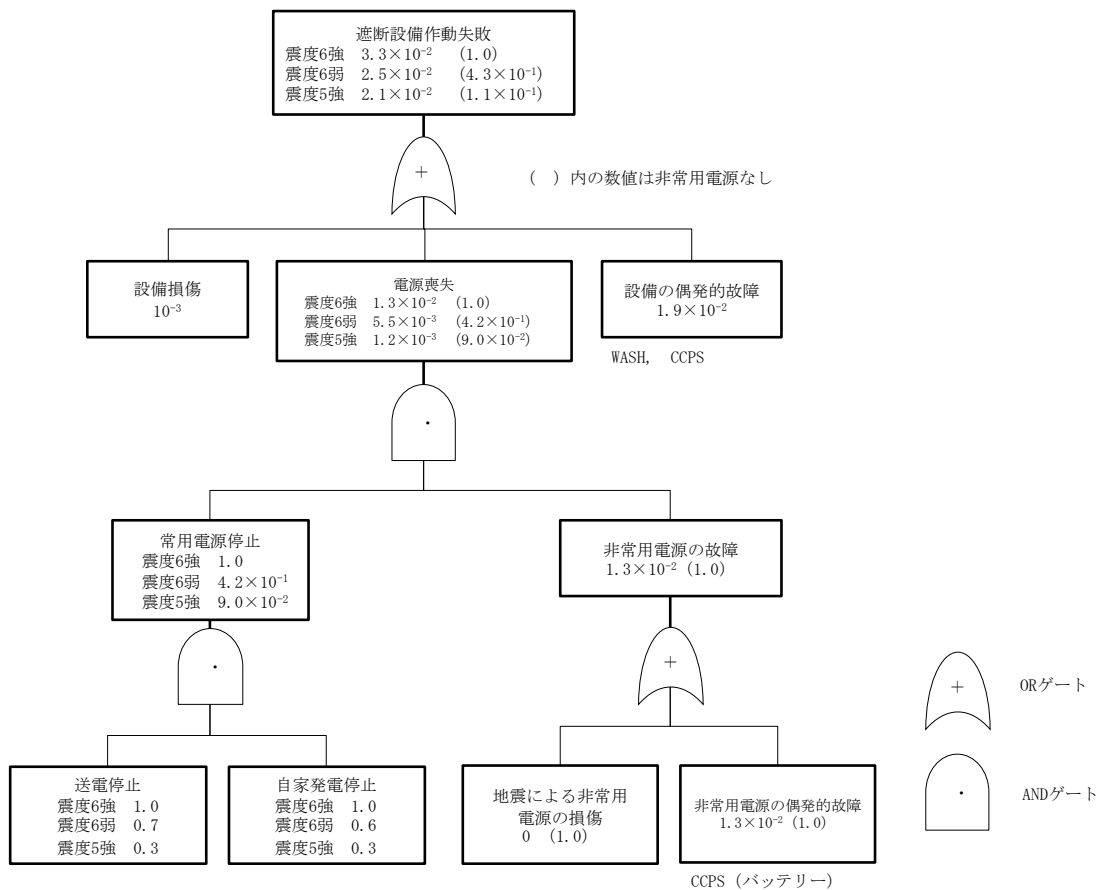 遮断設備作動失敗
震度6強 3.3×10⁻² (1.0)
震度6弱 2.5×10⁻² (4.3×10⁻¹)
震度5強 2.1×10⁻² (1.1×10⁻¹)
+
( )内の数値は非常用電源なし
設備損傷
10⁻³
電源喪失
震度6強 1.3×10⁻² (1.0)
震度6弱 5.5×10⁻³ (4.2×10⁻¹)
震度5強 1.2×10⁻³ (9.0×10⁻²)
設備の偶発的故障
1.9×10⁻²
WASH, CCPS
常用電源停止
震度6強 1.0
震度6弱 4.2×10⁻¹
震度5強 9.0×10⁻²
非常用電源の故障
1.3×10⁻² (1.0)
+
送電停止
震度6強 1.0
震度6弱 0.7
震度5強 0.3
自家発電停止
震度6強 1.0
震度6弱 0.6
震度5強 0.3
地震による非常用
電源の損傷
0 (1.0)
非常用電源の偶発的故障
1.3×10⁻² (1.0)
CCPS(バッテリー)
+
ORゲート
ANDゲート